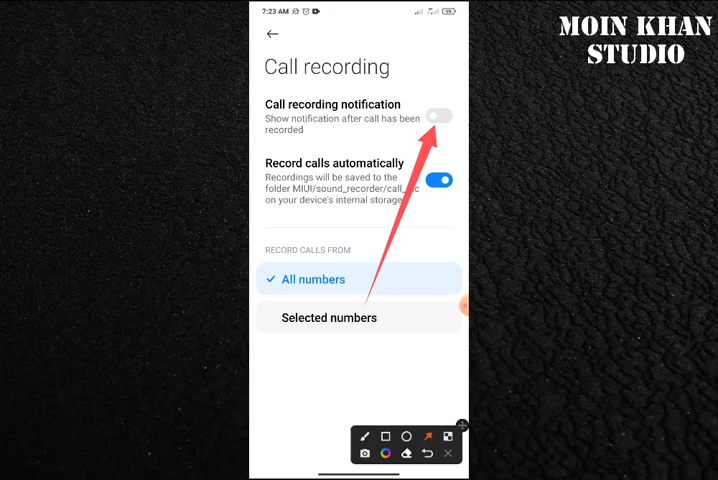 7:23 AM
MOIN KHAN
STUDIO
Call recording
Call recording notification
Show notification after call has been
recorded
Record calls automatically
Recordings will be saved to the
folder MIUI/sound_recorder/call_
on your device's internal storage
RECORD CALLS FROM
All numbers
Selected numbers